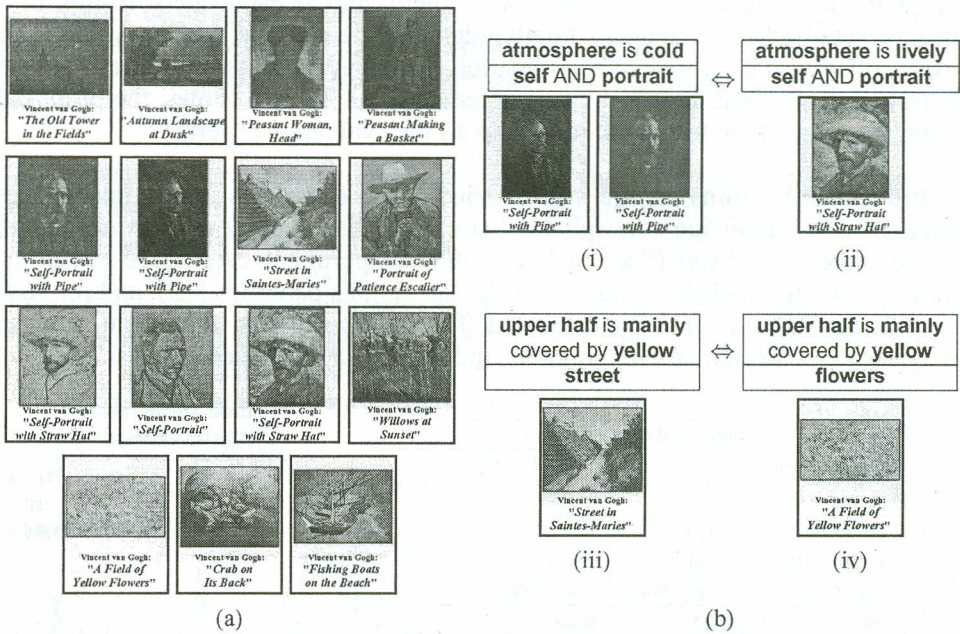 Vincent van Gogh:
"The Old Tower
in the Fields"
Vincent van Gogh:
"Autumn Landscape
at Dusk"
Vincent van Gogh:
"Peasant Woman,
Head"
Vincent van Gogh:
"Peasant Making
a Basket"
Vincent van Gogh:
"Self-Portrait
with Pipe"
Vincent van Gogh:
"Self-Portrait
with Pipe"
Vincent van Gogh:
"Street in
Saintes-Maries"
Vincent van Gogh:
"Portrait of
Patience Escalier"
Vincent van Gogh:
"Self-Portrait
with Straw Hat"
Vincent van Gogh:
"Self-Portrait"
Vincent van Gogh:
"Self-Portrait
with Straw Hat"
Vincent van Gogh:
"Willows at
Sunset"
Vincent van Gogh:
"A Field of
Yellow Flowers"
Vincent van Gogh:
"Crab on
Its Back"
Vincent van Gogh:
"Fishing Boats
on the Beach"
(a)
atmosphere is cold
self AND portrait
⇔
atmosphere is lively
self AND portrait
Vincent van Gogh:
"Self-Portrait
with Pipe"
Vincent van Gogh:
"Self-Portrait
with Pipe"
Vincent van Gogh:
"Self-Portrait
with Straw Hat"
(i)
(ii)
upper half is mainly
covered by yellow
street
⇔
upper half is mainly
covered by yellow
flowers
Vincent van Gogh:
"Street in
Saintes-Maries"
Vincent van Gogh:
"A Field of
Yellow Flowers"
(iii)
(iv)
(b)